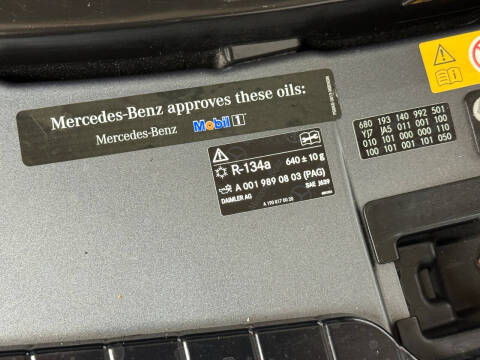 Mercedes-Benz approves these oils:
Mercedes-Benz Mobil 1
R-134a 640 ± 10 g
A 001 989 08 03 (PAG)
DAIMLER AG SAE J639
680 193 140 992 501
YJ7 JA5 011 001 100
010 101 000 000 110
100 101 001 101 050